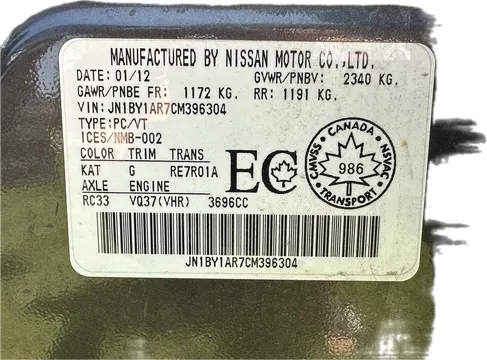 MANUFACTURED BY NISSAN MOTOR CO.,LTD.
DATE: 01/12 GVWR/PNBV: 2340 KG.
GAWR/PNBE FR: 1172 KG. RR: 1191 KG.
VIN: JN1BY1AR7CM396304
TYPE: PC/VT
ICES/NMB-002
COLOR TRIM TRANS
KAT G RE7R01A
AXLE ENGINE
RC33 VQ37(VHR) 3696CC
EC
CANADA
CMVSS NSVAC
986
TRANSPORT
JN1BY1AR7CM396304